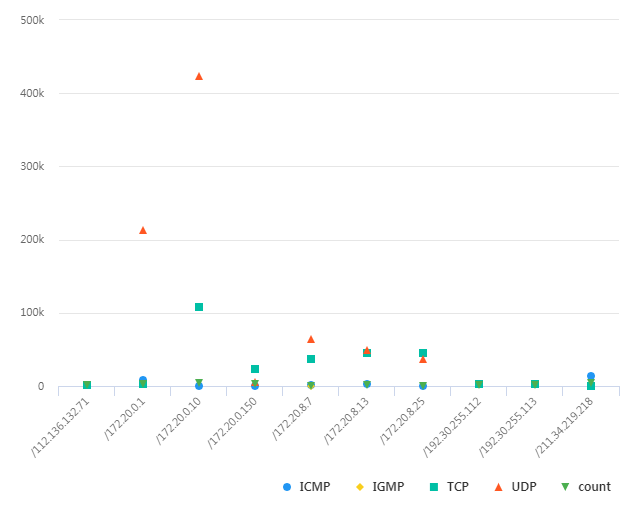 500k
400k
300k
200k
100k
0
/112.136.132.71
/172.20.0.1
/172.20.0.10
/172.20.0.150
/172.20.8.7
/172.20.8.13
/172.20.8.25
/192.30.255.112
/192.30.255.113
/211.34.219.218
ICMP IGMP TCP UDP count